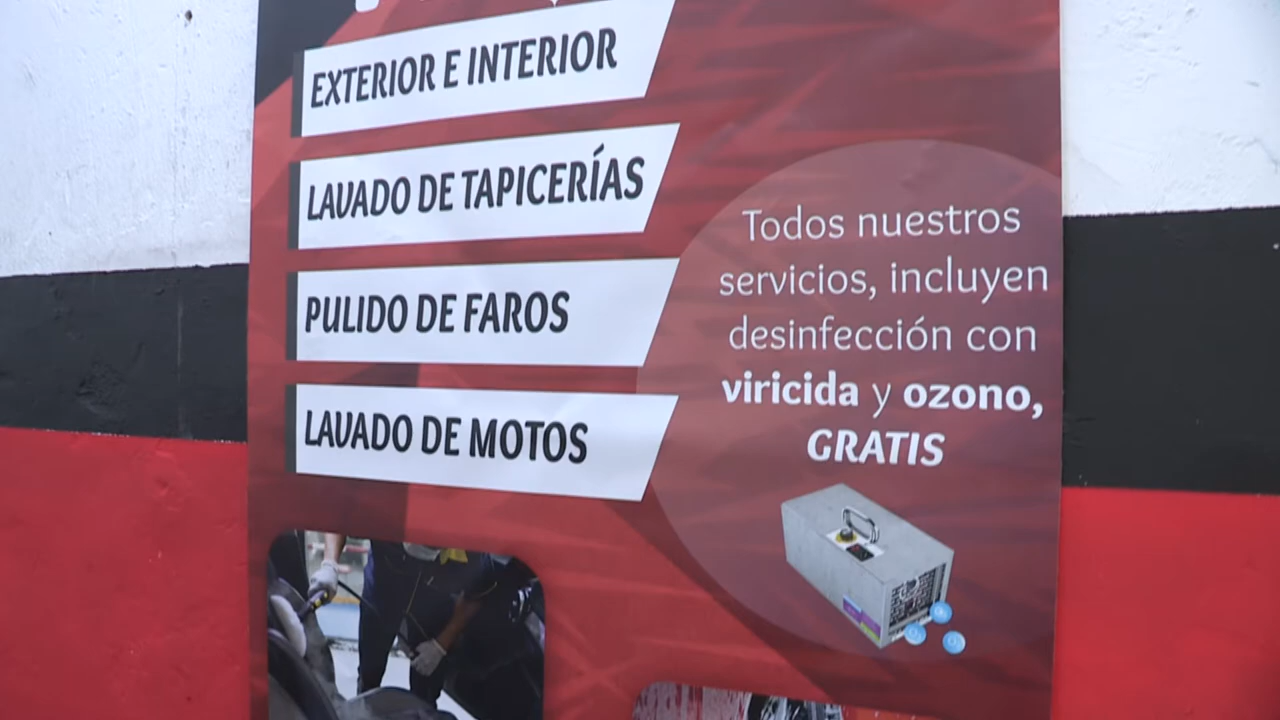 EXTERIOR E INTERIOR
LAVADO DE TAPICERÍAS
PULIDO DE FAROS
LAVADO DE MOTOS
Todos nuestros
servicios, incluyen
desinfección con
viricida y ozono,
GRATIS